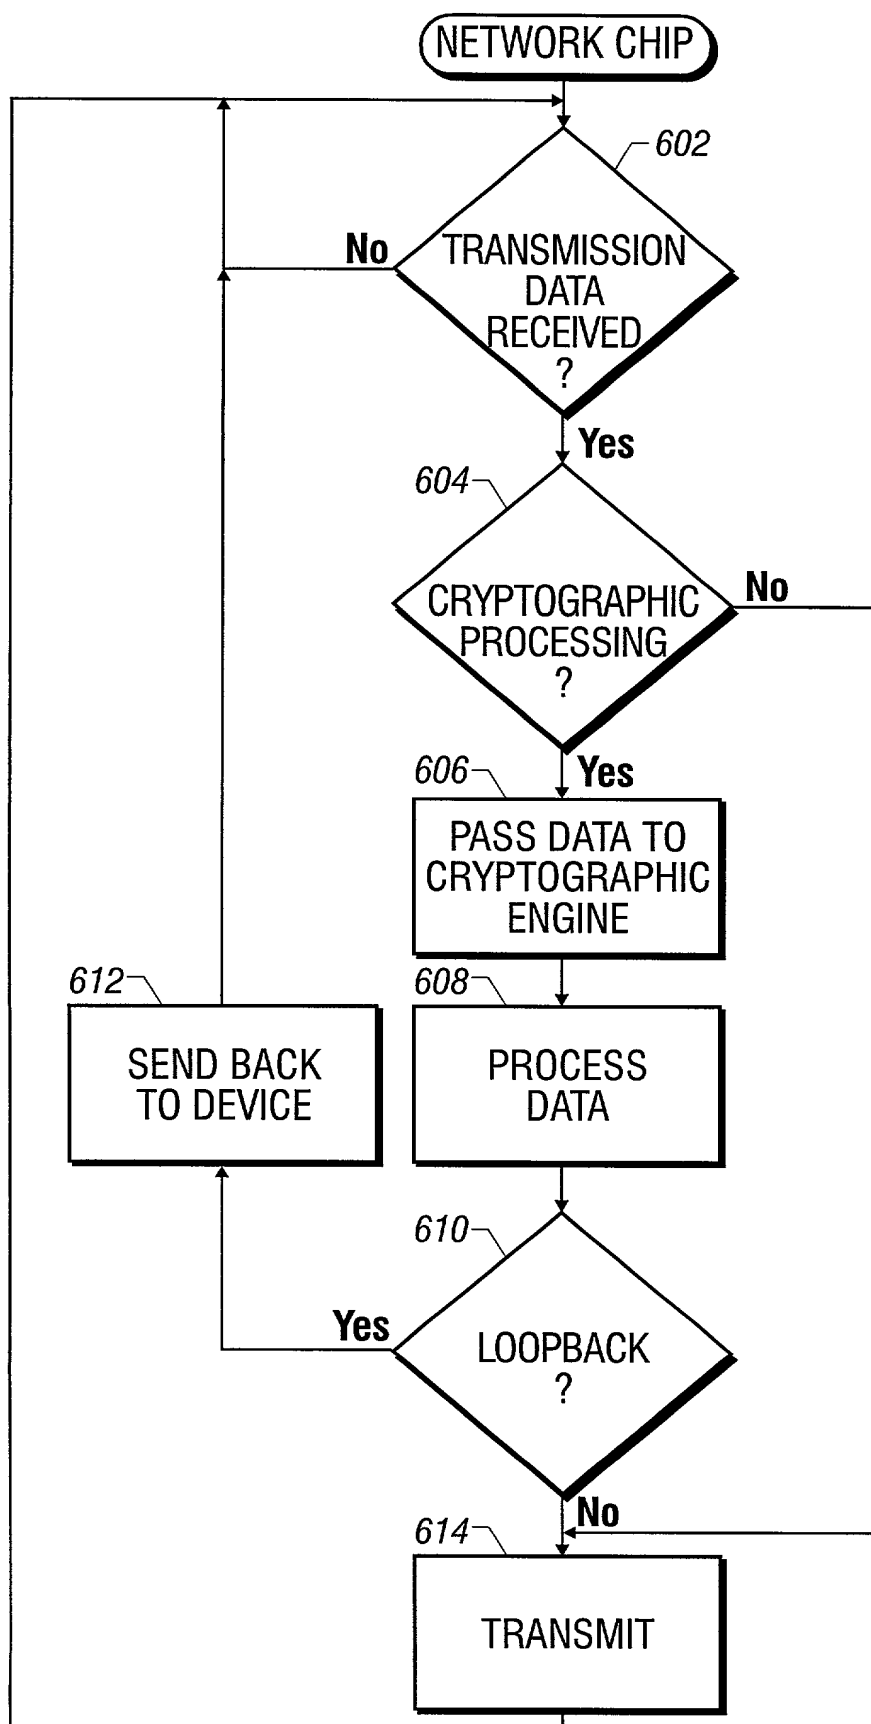 NETWORK CHIP
602
No
TRANSMISSION
DATA
RECEIVED
?
Yes
604
CRYPTOGRAPHIC
PROCESSING
?
No
Yes
606
PASS DATA TO
CRYPTOGRAPHIC
ENGINE
612
SEND BACK
TO DEVICE
608
PROCESS
DATA
610
Yes
LOOPBACK
?
No
614
TRANSMIT